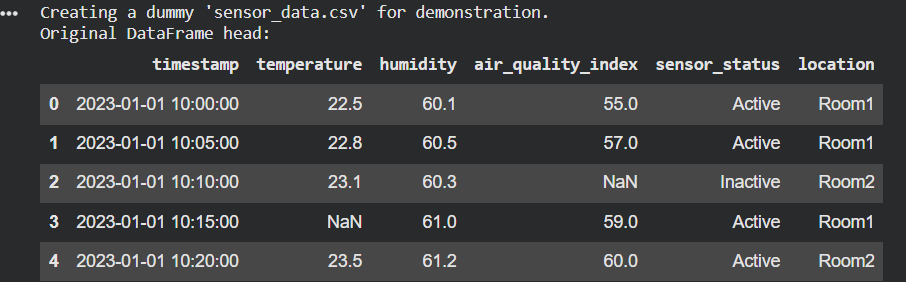 Creating a dummy 'sensor_data.csv' for demonstration.
Original DataFrame head:
timestamp temperature humidity air_quality_index sensor_status location
0 2023-01-01 10:00:00 22.5 60.1 55.0 Active Room1
1 2023-01-01 10:05:00 22.8 60.5 57.0 Active Room1
2 2023-01-01 10:10:00 23.1 60.3 NaN Inactive Room2
3 2023-01-01 10:15:00 NaN 61.0 59.0 Active Room1
4 2023-01-01 10:20:00 23.5 61.2 60.0 Active Room2